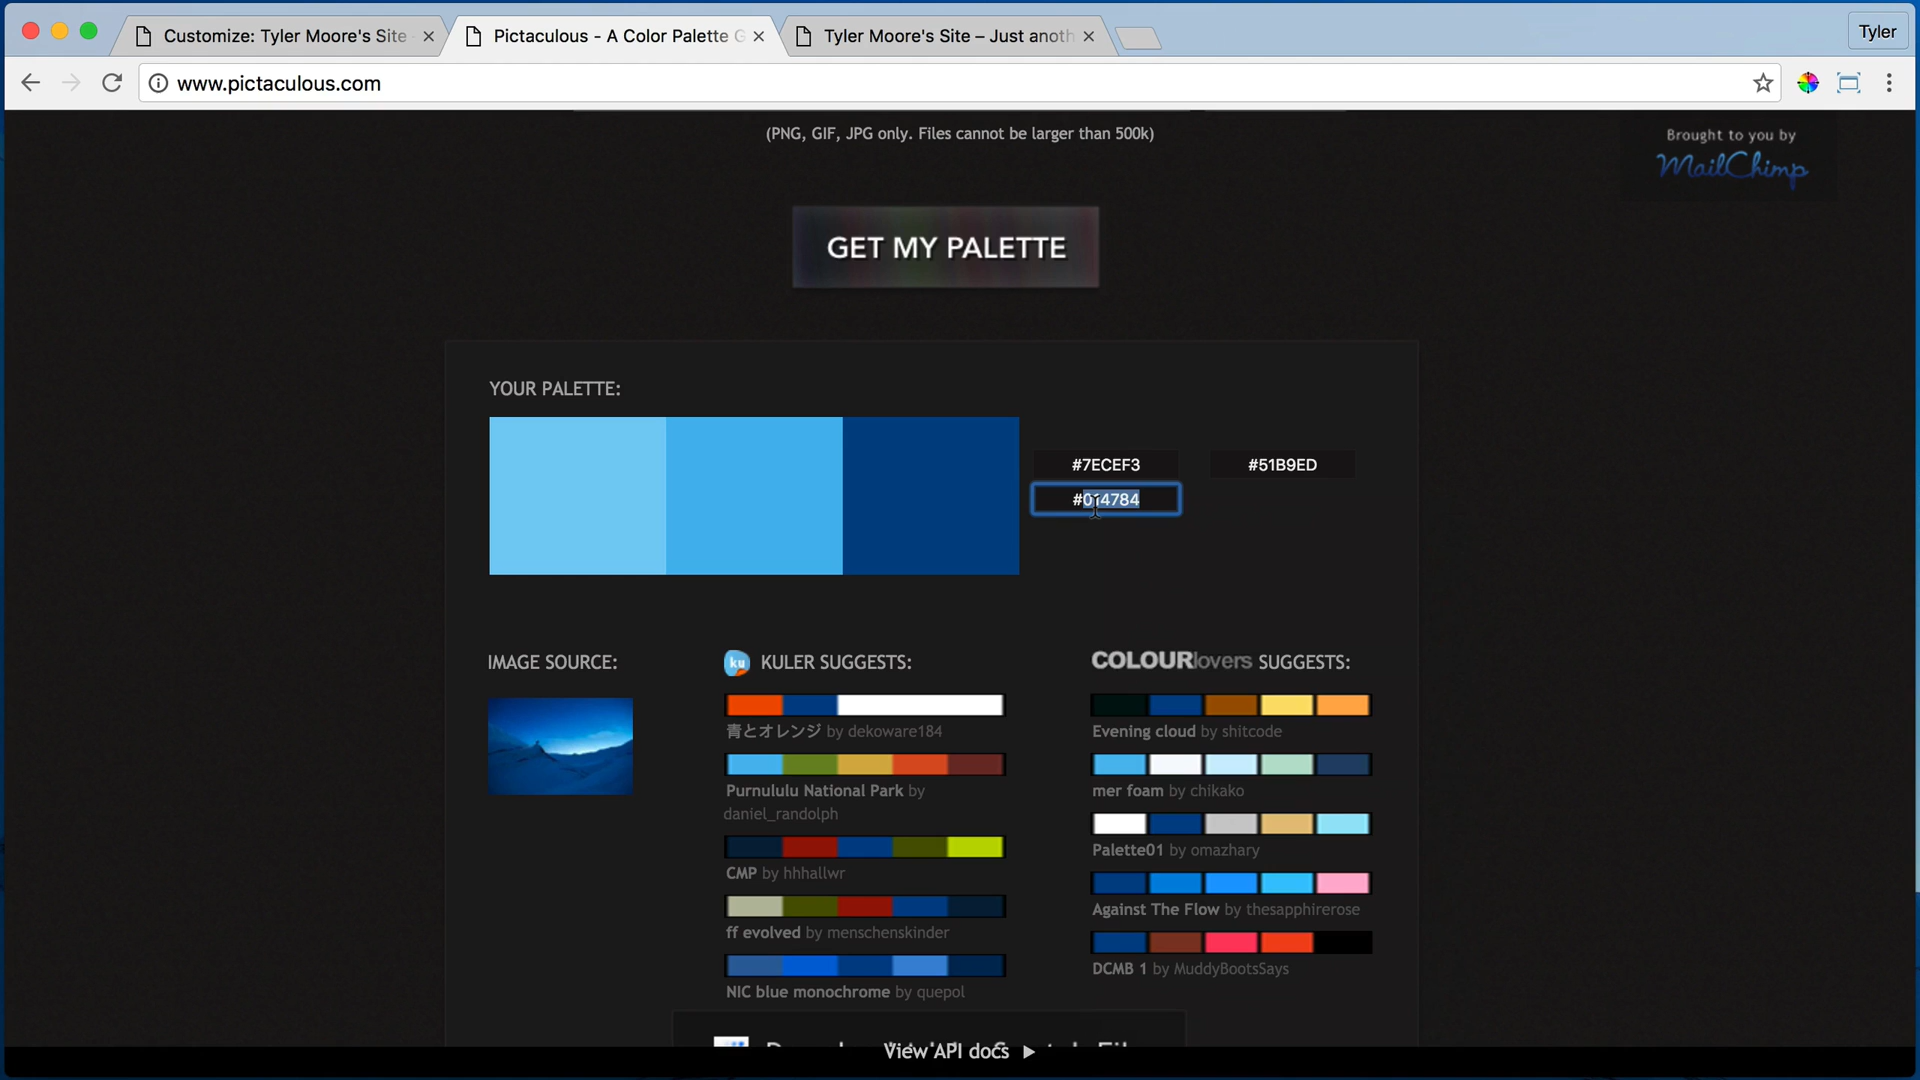 Customize: Tyler Moore's Site
Pictaculous - A Color Palette G
Tyler Moore's Site – Just anoth
Tyler
www.pictaculous.com
(PNG, GIF, JPG only. Files cannot be larger than 500k)
Brought to you by
MailChimp
GET MY PALETTE
YOUR PALETTE:
#7ECEF3
#51B9ED
IMAGE SOURCE:
ku KULER SUGGESTS:
青とオレンジ by dekoware184
Purnululu National Park by
daniel_randolph
CMP by hhhallwr
ff evolved by menschenskinder
NIC blue monochrome by quepol
COLOURlovers SUGGESTS:
Evening cloud by shitcode
mer foam by chikako
Palette01 by omazhary
Against The Flow by thesapphirerose
DCMB 1 by MuddyBootsSays
View API docs